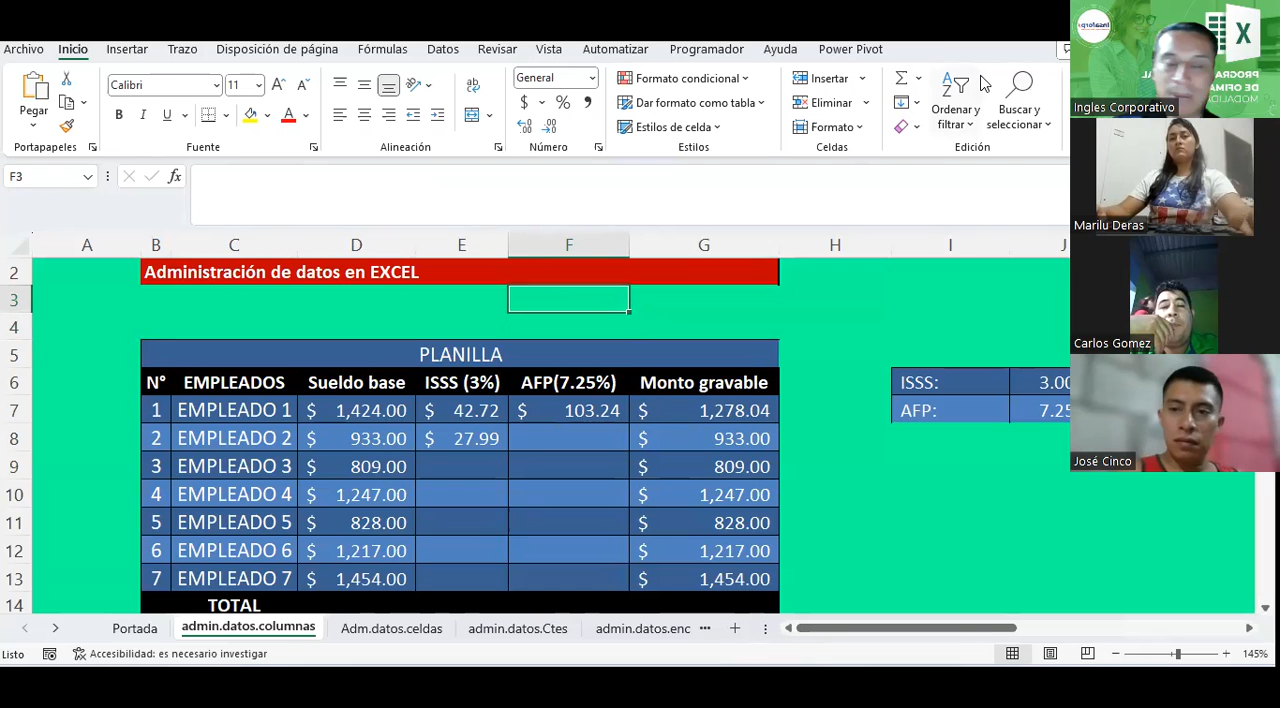 Archivo Inicio Insertar Trazo Disposición de página Fórmulas Datos Revisar Vista Automatizar Programador Ayuda Power Pivot
Pegar
Portapapeles
Calibri 11
N I U
A A
Fuente
Alineación
General
$ % 9
Número
Formato condicional
Dar formato como tabla
Estilos de celda
Estilos
Insertar
Eliminar
Formato
Celdas
Ordenar y filtrar
Buscar y seleccionar
Edición
F3
fx
A B C D E F G H I J
2 Administración de datos en EXCEL
3
4
5 PLANILLA
6 N° EMPLEADOS Sueldo base ISSS (3%) AFP(7.25%) Monto gravable ISSS: 3.00
7 1 EMPLEADO 1 $ 1,424.00 $ 42.72 $ 103.24 $ 1,278.04 AFP: 7.25
8 2 EMPLEADO 2 $ 933.00 $ 27.99 $ 933.00
9 3 EMPLEADO 3 $ 809.00 $ 809.00
10 4 EMPLEADO 4 $ 1,247.00 $ 1,247.00
11 5 EMPLEADO 5 $ 828.00 $ 828.00
12 6 EMPLEADO 6 $ 1,217.00 $ 1,217.00
13 7 EMPLEADO 7 $ 1,454.00 $ 1,454.00
14 TOTAL
Portada admin.datos.columnas Adm.datos.celdas admin.datos.Ctes admin.datos.enc ...
Listo Accesibilidad: es necesario investigar 145%
Ingles Corporativo
Marilu Deras
Carlos Gomez
José Cinco